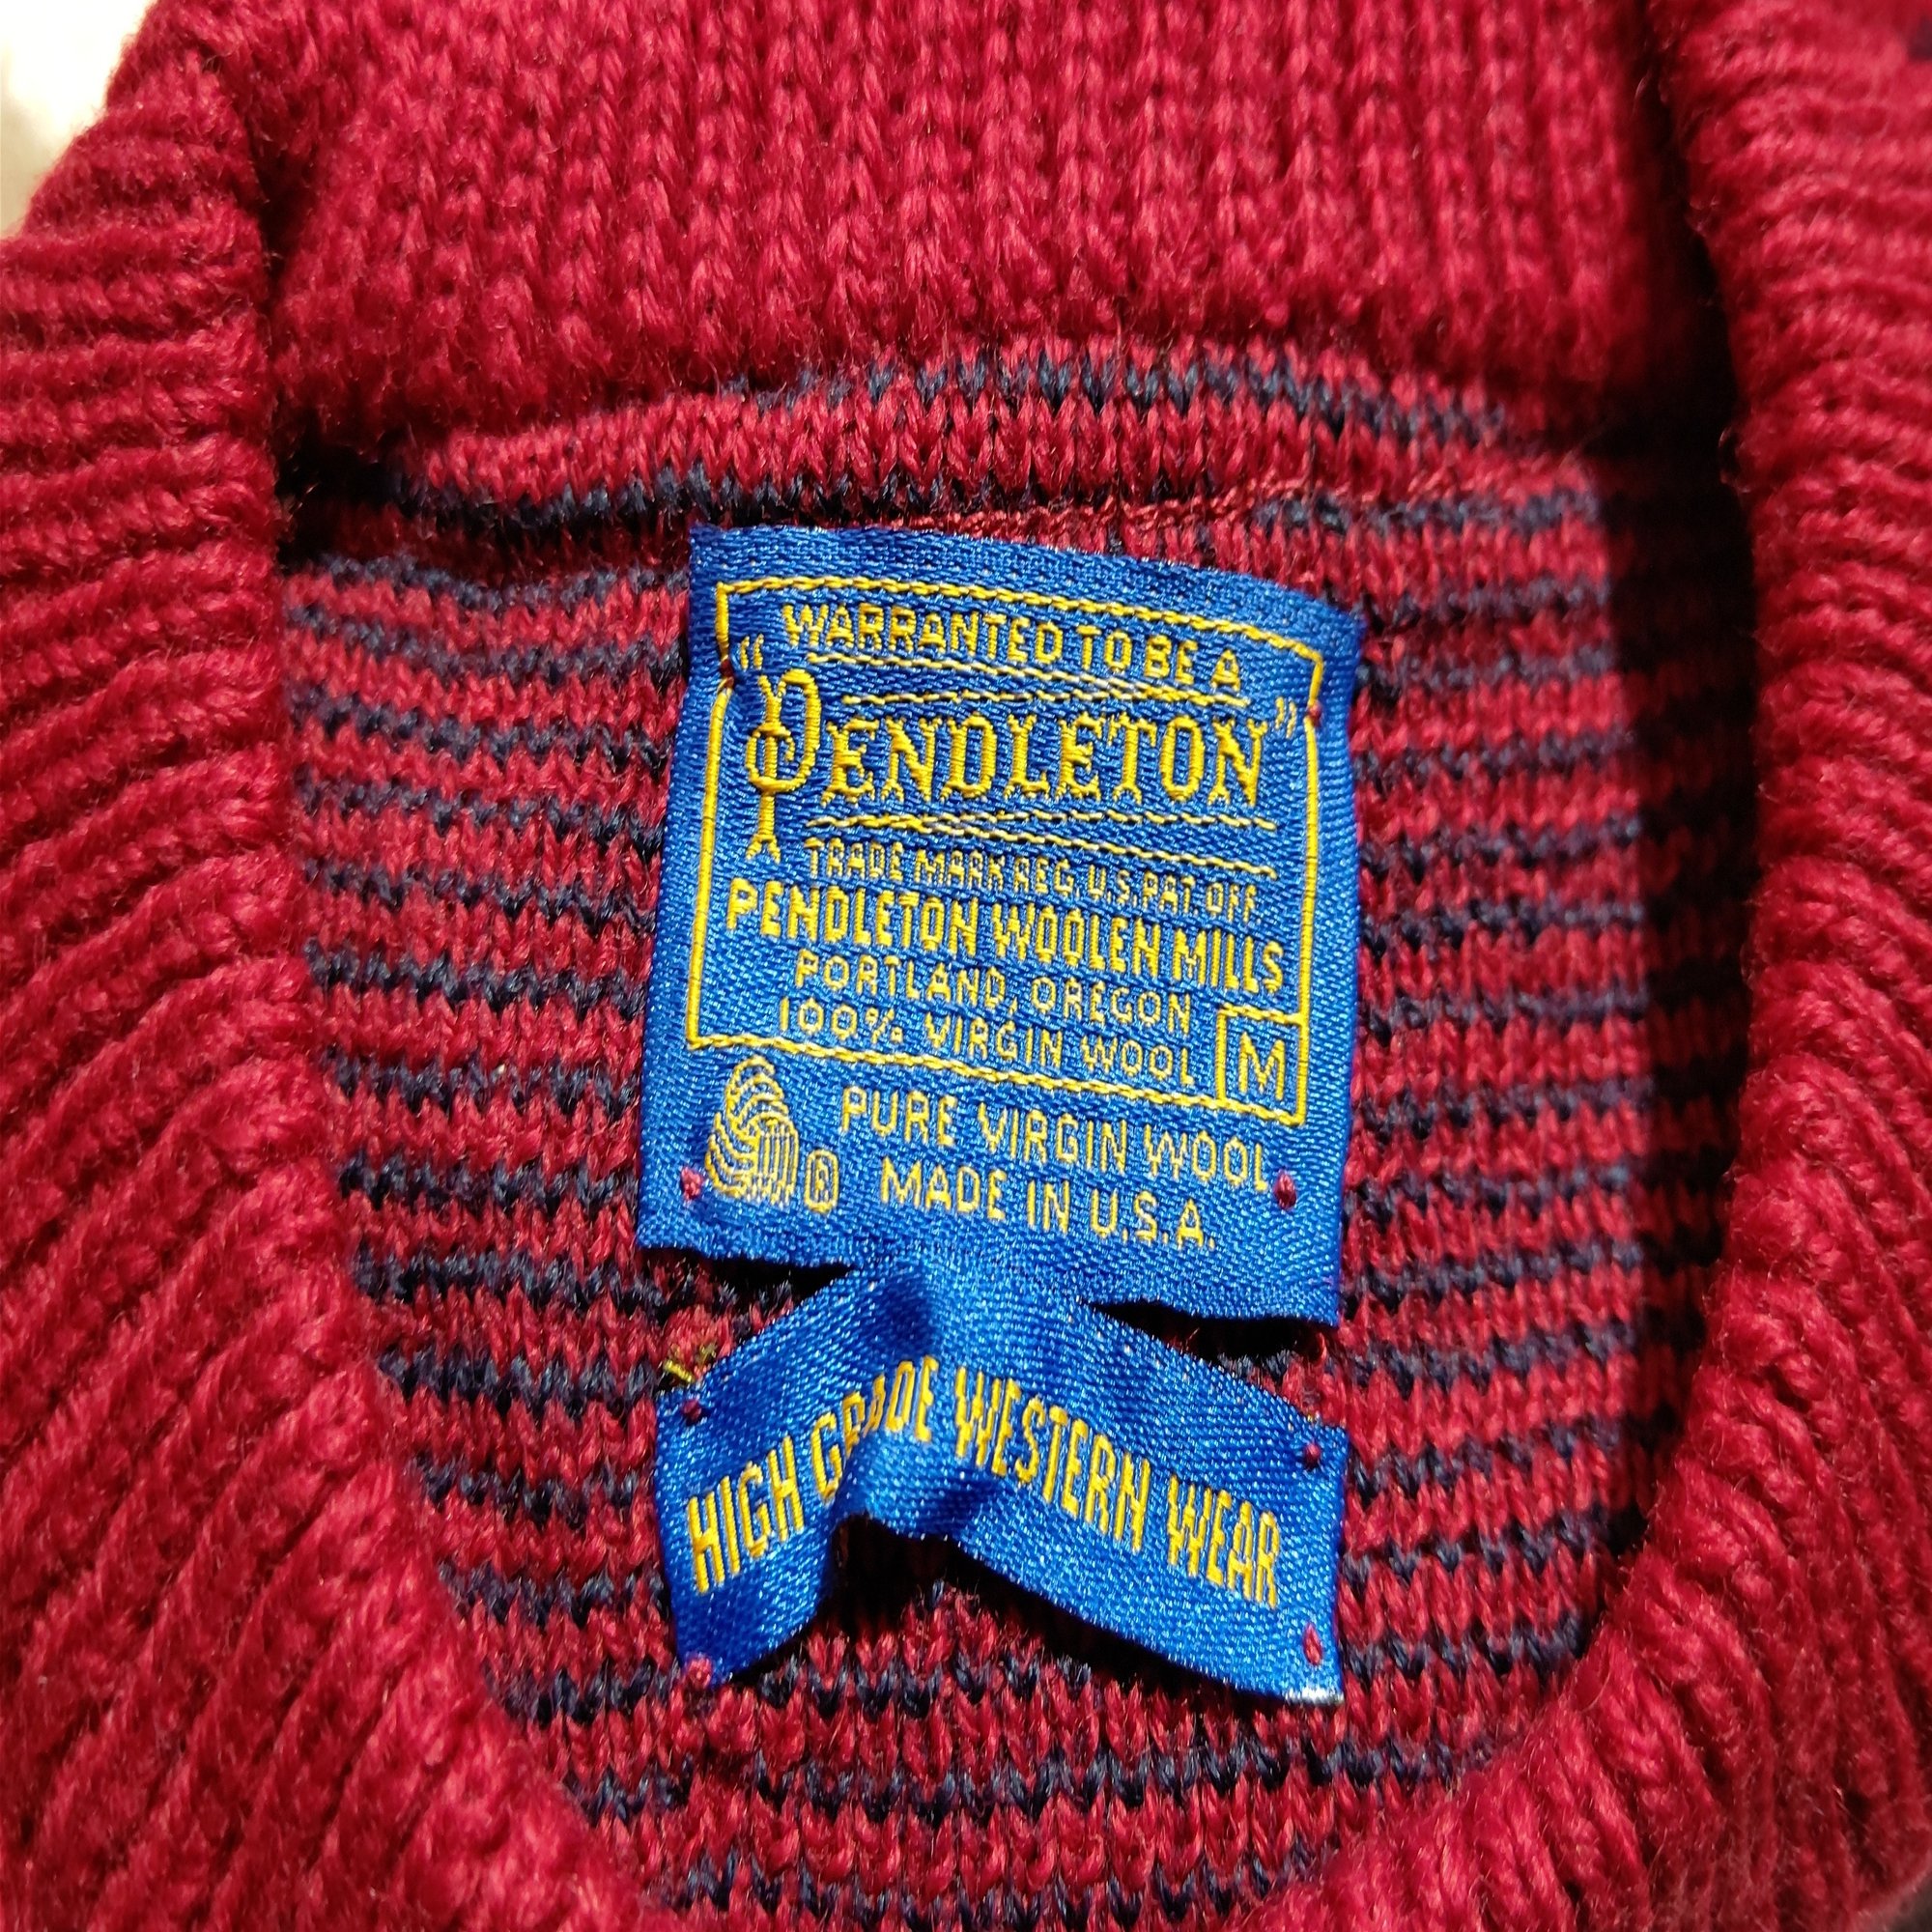 WARRANTED TO BE A
"PENDLETON"
TRADE MARK REG. U.S. PAT. OFF.
PENDLETON WOOLEN MILLS
PORTLAND, OREGON
100% VIRGIN WOOL M
PURE VIRGIN WOOL
® MADE IN U.S.A.
HIGH GRADE WESTERN WEAR